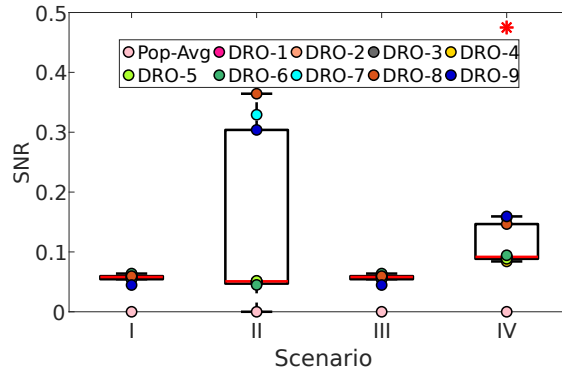 0.5
Pop-Avg DRO-1 DRO-2 DRO-3 DRO-4
DRO-5 DRO-6 DRO-7 DRO-8 DRO-9
0.4
0.3
0.2
0.1
0
SNR
I II III IV
Scenario